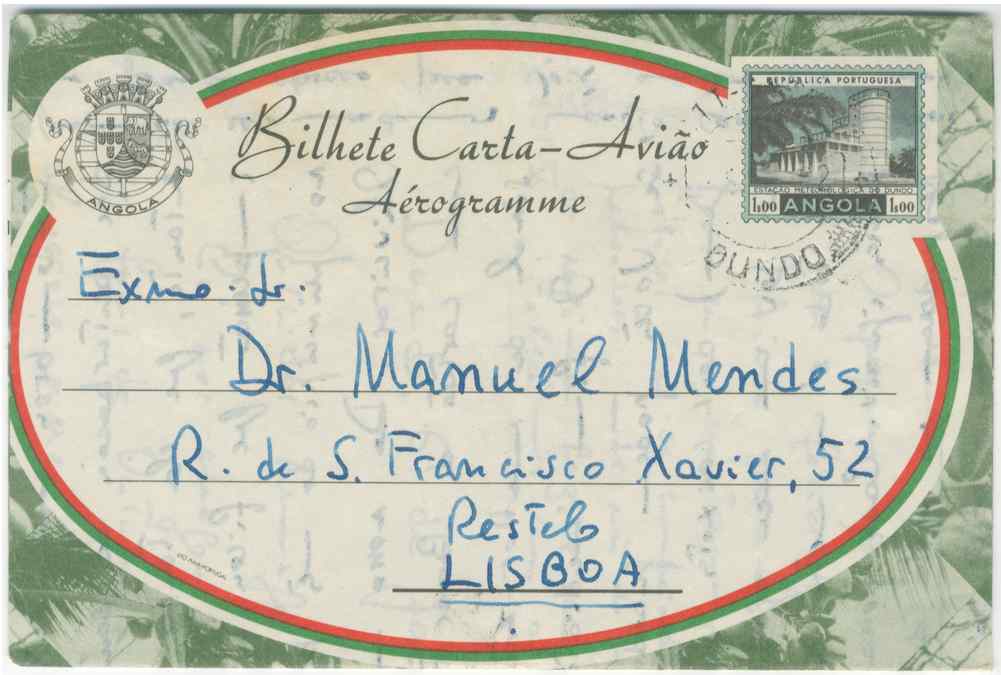 Bilhete Carta-Avião
Aérogramme
ANGOLA
REPÚBLICA PORTUGUESA
ESTAÇÃO METEOROLÓGICA DO DUNDO
1$00 ANGOLA 1$00
DUNDO
Exmo. Sr.
Dr. Manuel Mendes
R. de S. Francisco Xavier, 52
Restelo
LISBOA